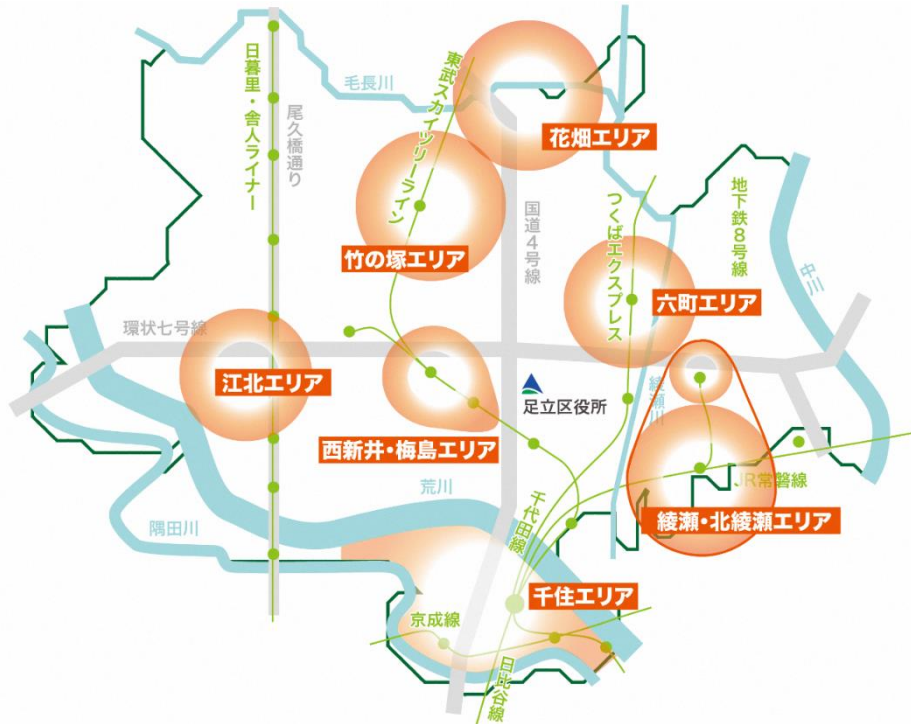 日暮里・舎人ライナー
尾久橋通り
毛長川
東武スカイツリーライン
花畑エリア
国道4号線
つくばエクスプレス
地下鉄8号線
中川
竹の塚エリア
六町エリア
環状七号線
江北エリア
西新井・梅島エリア
足立区役所
綾瀬川
JR常磐線
綾瀬・北綾瀬エリア
荒川
隅田川
千代田線
千住エリア
京成線
日比谷線